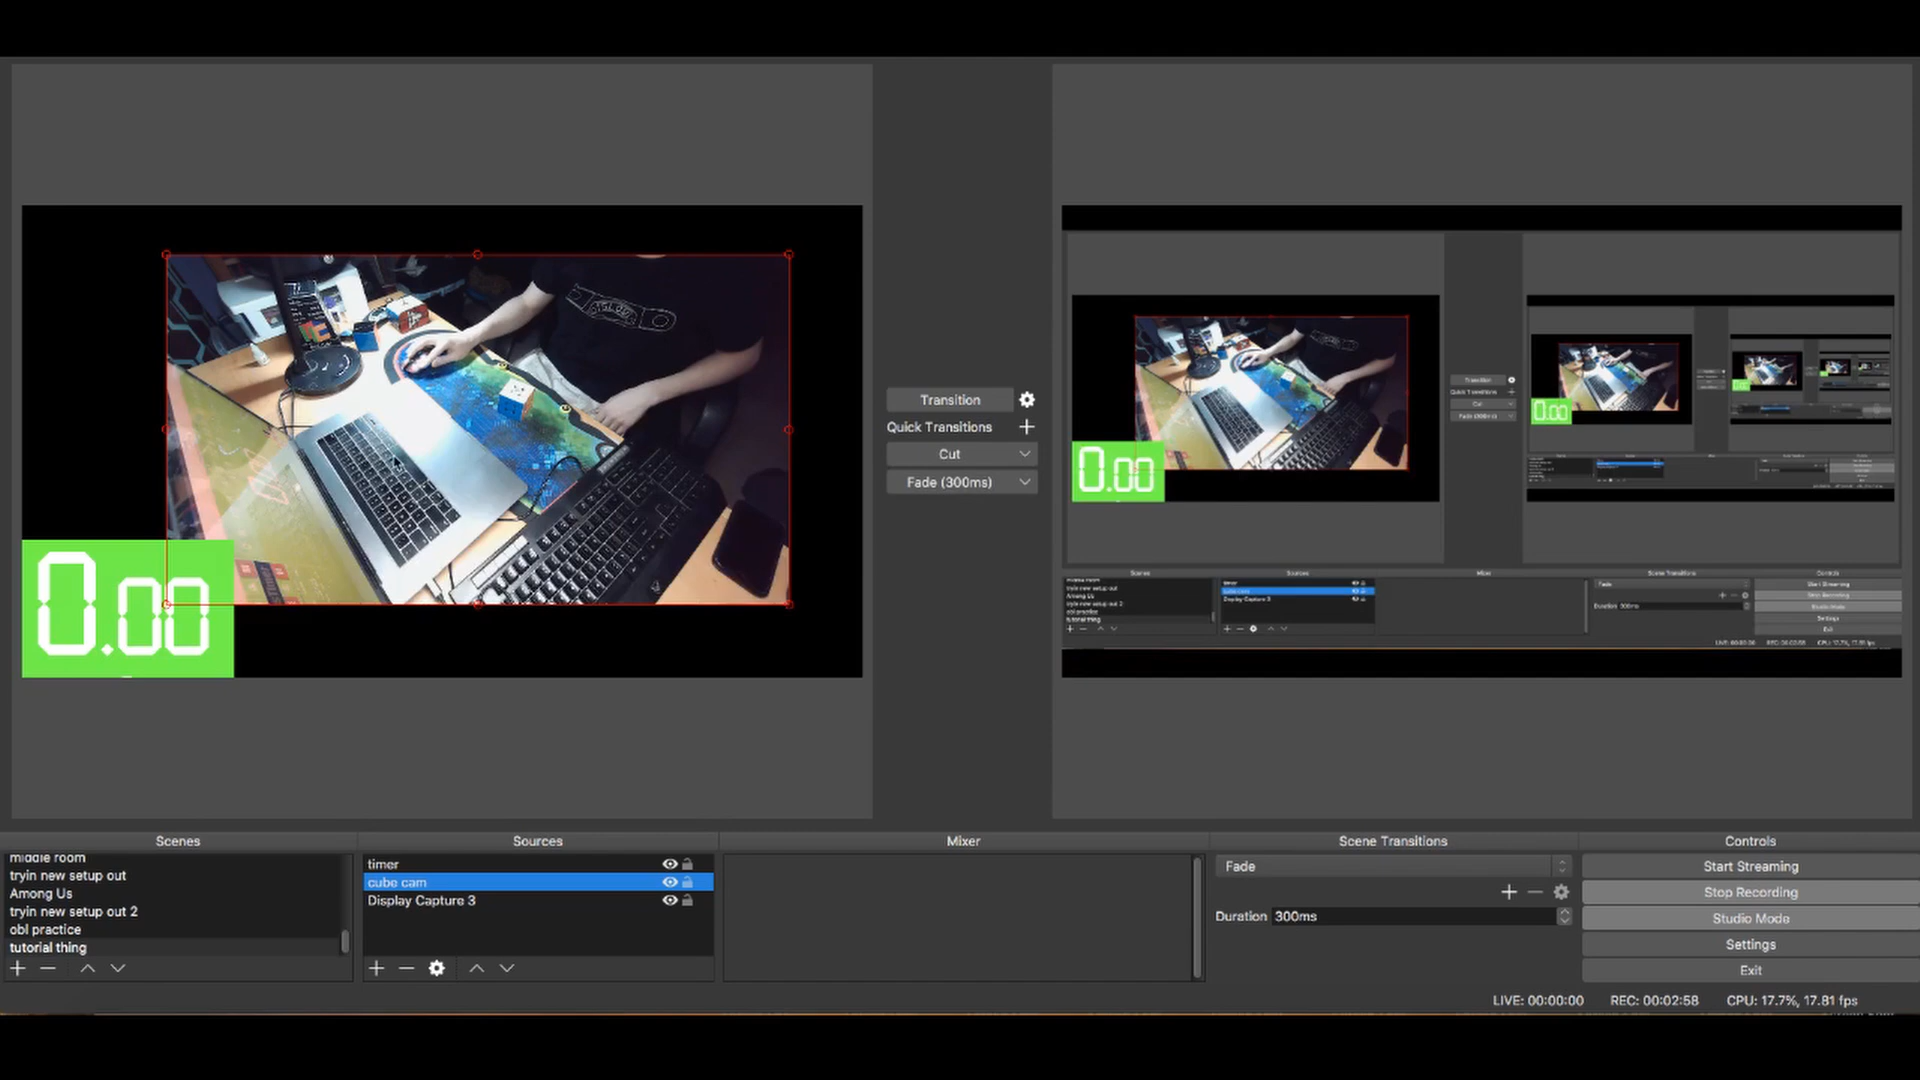 Transition
Quick Transitions
Cut
Fade (300ms)
0.00
0.00
0.00
Scenes
middle room
tryin new setup out
Among Us
tryin new setup out 2
obl practice
tutorial thing
Sources
timer
cube cam
Display Capture 3
Mixer
Scene Transitions
Fade
Duration 300ms
Controls
Start Streaming
Stop Recording
Studio Mode
Settings
Exit
LIVE: 00:00:00 REC: 00:02:58 CPU: 17.7%, 17.81 fps